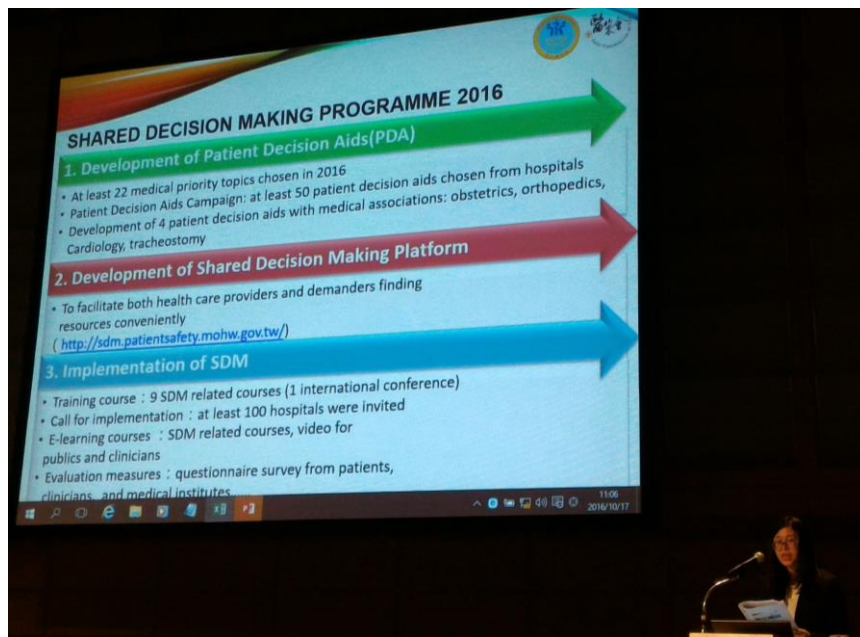 SHARED DECISION MAKING PROGRAMME 2016
1. Development of Patient Decision Aids(PDA)
• At least 22 medical priority topics chosen in 2016
• Patient Decision Aids Campaign: at least 50 patient decision aids chosen from hospitals
• Development of 4 patient decision aids with medical associations: obstetrics, orthopedics,
Cardiology, tracheostomy
2. Development of Shared Decision Making Platform
• To facilitate both health care providers and demanders finding
resources conveniently
( http://sdm.patientsafety.mohw.gov.tw/)
3. Implementation of SDM
• Training course：9 SDM related courses (1 international conference)
• Call for implementation：at least 100 hospitals were invited
• E-learning courses ：SDM related courses, video for
publics and clinicians
• Evaluation measures：questionnaire survey from patients,
clinicians, and medical institutes
11:06
2016/10/17